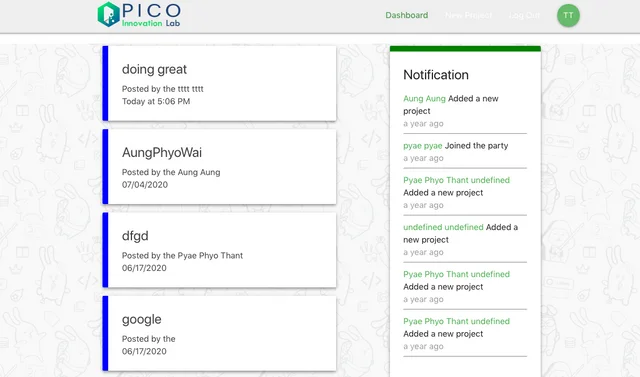 PICO
Innovation Lab
Dashboard
New Project
Log Out
TT
doing great
Posted by the tttt tttt
Today at 5:06 PM
AungPhyoWai
Posted by the Aung Aung
07/04/2020
dfgd
Posted by the Pyae Phyo Thant
06/17/2020
google
Posted by the
06/17/2020
Notification
Aung Aung Added a new
project
a year ago
pyae pyae Joined the party
a year ago
Pyae Phyo Thant undefined
Added a new project
a year ago
undefined undefined Added a
new project
a year ago
Pyae Phyo Thant undefined
Added a new project
a year ago
Pyae Phyo Thant undefined
Added a new project
a year ago